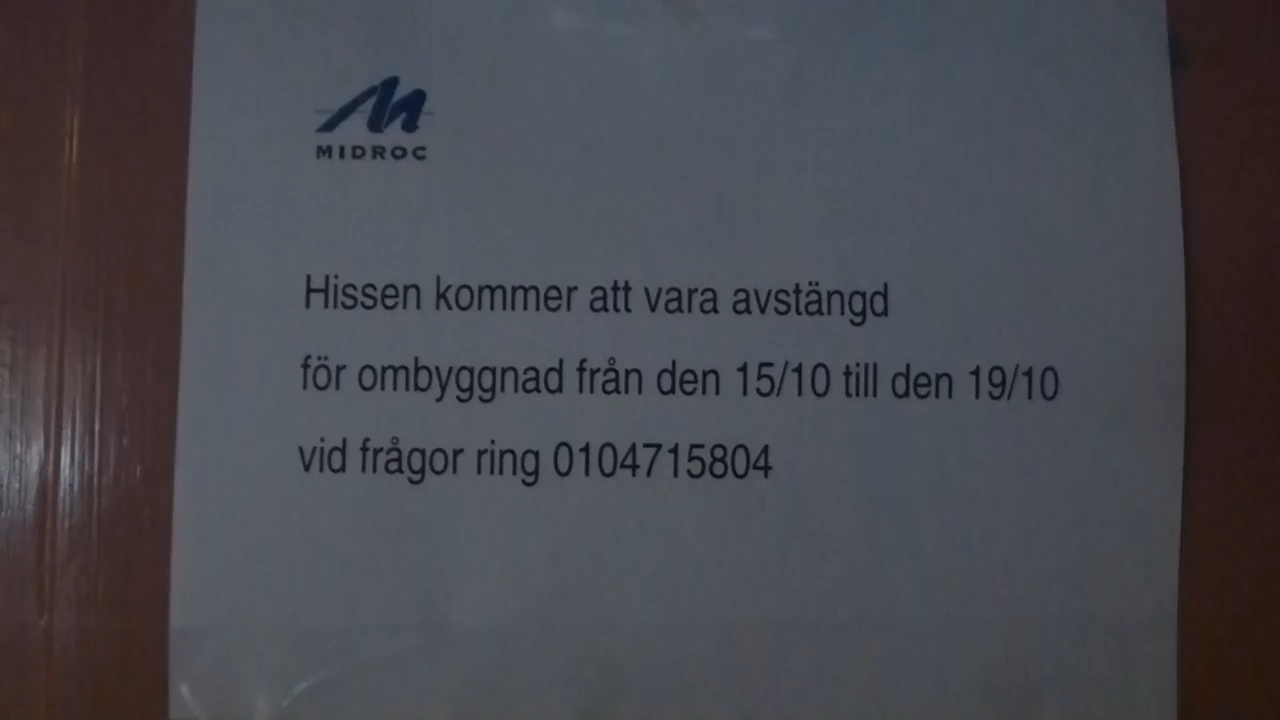 MIDROC
Hissen kommer att vara avstängd
för ombyggnad från den 15/10 till den 19/10
vid frågor ring 0104715804